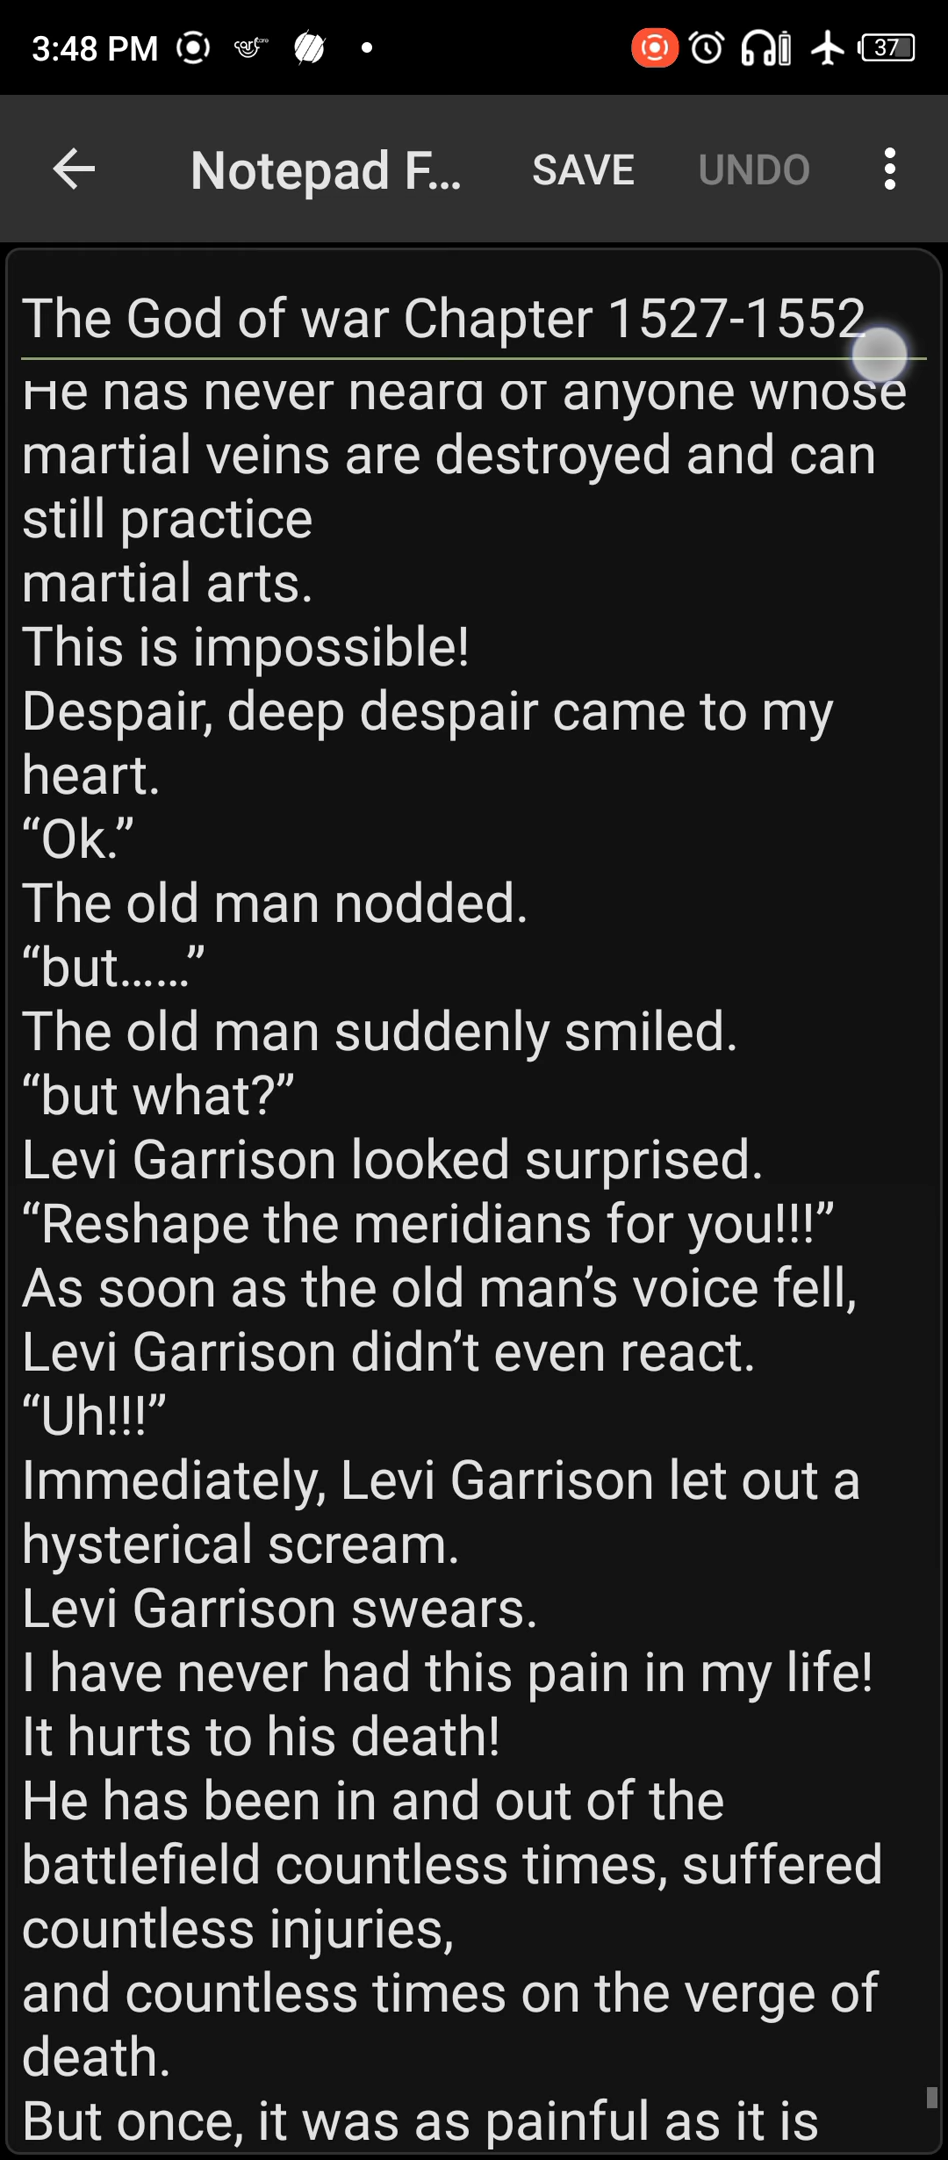 3:48 PM
37
Notepad F...
SAVE
UNDO
The God of war Chapter 1527-1552
He has never heard of anyone whose
martial veins are destroyed and can
still practice
martial arts.
This is impossible!
Despair, deep despair came to my
heart.
“Ok.”
The old man nodded.
“but……”
The old man suddenly smiled.
“but what?”
Levi Garrison looked surprised.
“Reshape the meridians for you!!!”
As soon as the old man’s voice fell,
Levi Garrison didn’t even react.
“Uh!!!”
Immediately, Levi Garrison let out a
hysterical scream.
Levi Garrison swears.
I have never had this pain in my life!
It hurts to his death!
He has been in and out of the
battlefield countless times, suffered
countless injuries,
and countless times on the verge of
death.
But once, it was as painful as it is